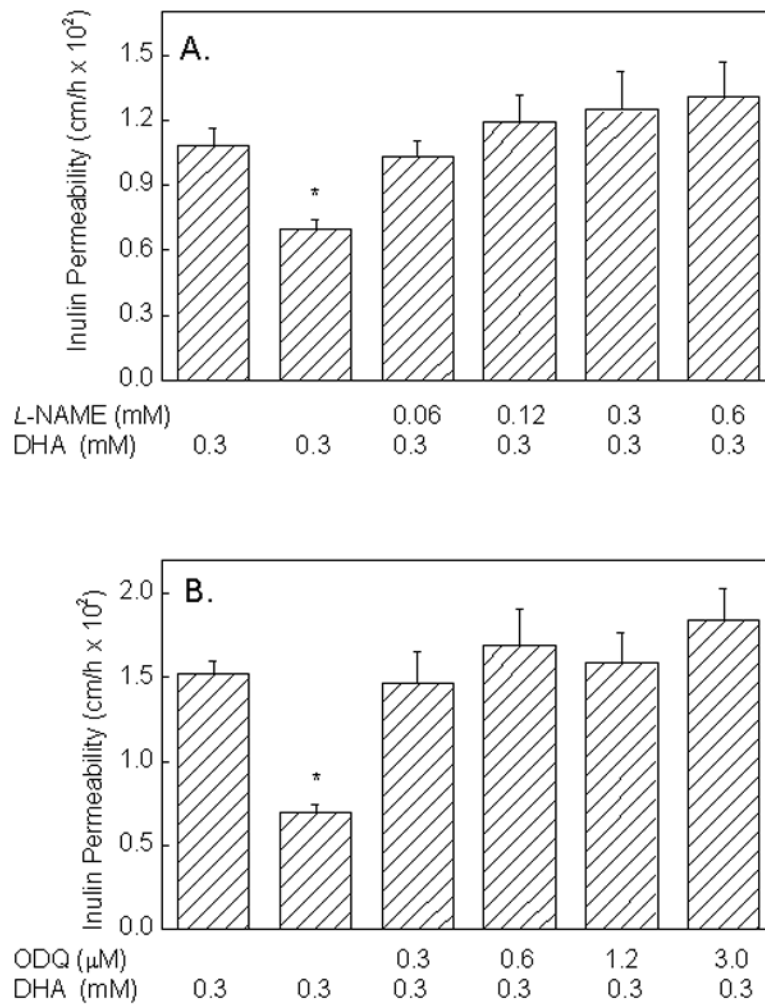 A.
Inulin Permeability (cm/h x 10²)
1.5
1.2
0.9
0.6
0.3
0.0
*
L-NAME (mM) 0.06 0.12 0.3 0.6
DHA (mM) 0.3 0.3 0.3 0.3 0.3 0.3
B.
Inulin Permeability (cm/h x 10²)
2.0
1.5
1.0
0.5
0.0
*
ODQ (μM) 0.3 0.6 1.2 3.0
DHA (mM) 0.3 0.3 0.3 0.3 0.3 0.3